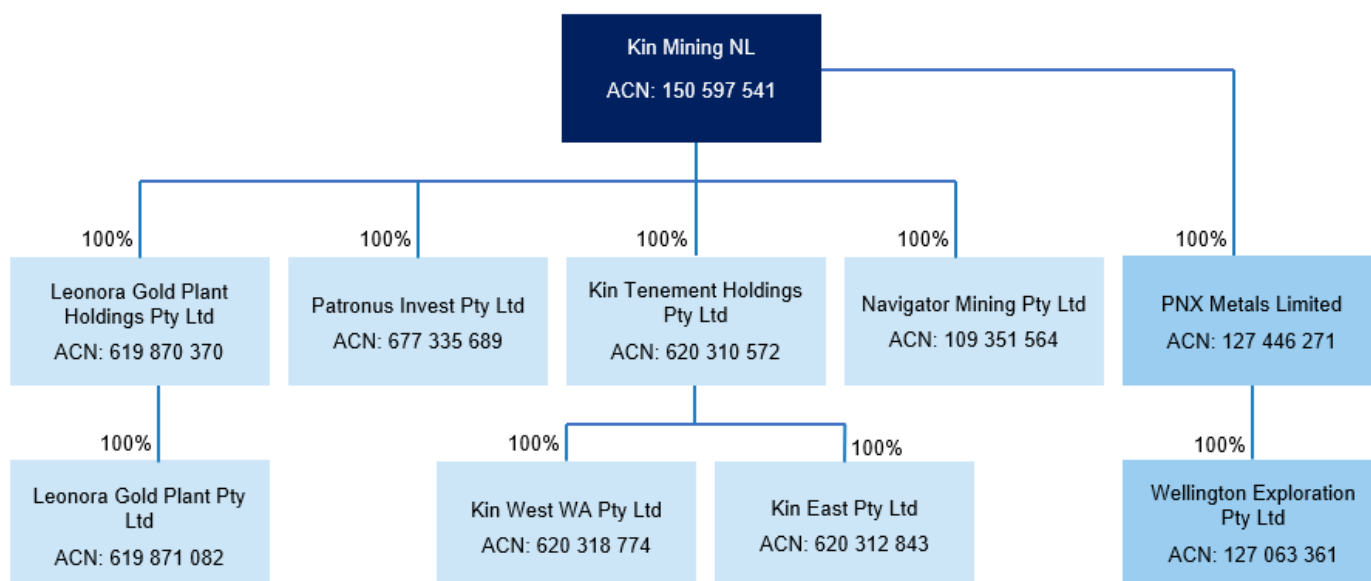 Kin Mining NL
ACN: 150 597 541
100%
100%
100%
100%
100%
Leonora Gold Plant
Holdings Pty Ltd
ACN: 619 870 370
Patronus Invest Pty Ltd
ACN: 677 335 689
Kin Tenement Holdings
Pty Ltd
ACN: 620 310 572
Navigator Mining Pty Ltd
ACN: 109 351 564
PNX Metals Limited
ACN: 127 446 271
100%
100%
100%
100%
Leonora Gold Plant Pty
Ltd
ACN: 619 871 082
Kin West WA Pty Ltd
ACN: 620 318 774
Kin East Pty Ltd
ACN: 620 312 843
Wellington Exploration
Pty Ltd
ACN: 127 063 361